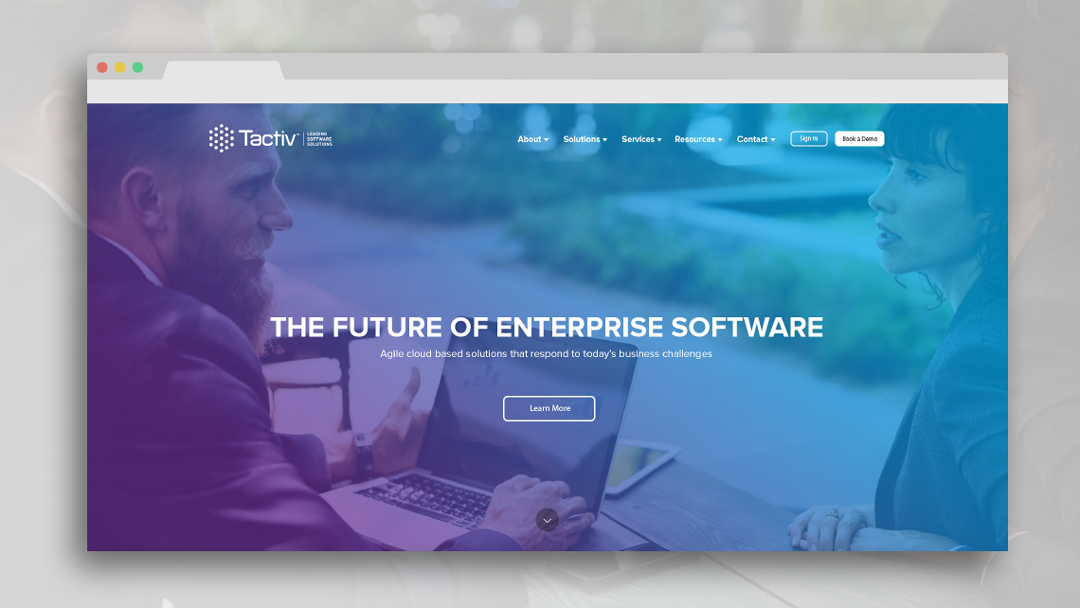 Tactiv™ LEADING
SOFTWARE
SOLUTIONS
About Solutions Services Resources Contact Sign In Book a Demo
THE FUTURE OF ENTERPRISE SOFTWARE
Agile cloud based solutions that respond to today's business challenges
Learn More